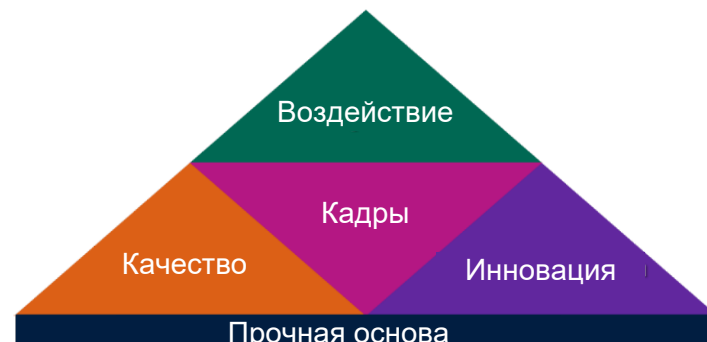 Воздействие
Кадры
Качество
Инновация
Прочная основа